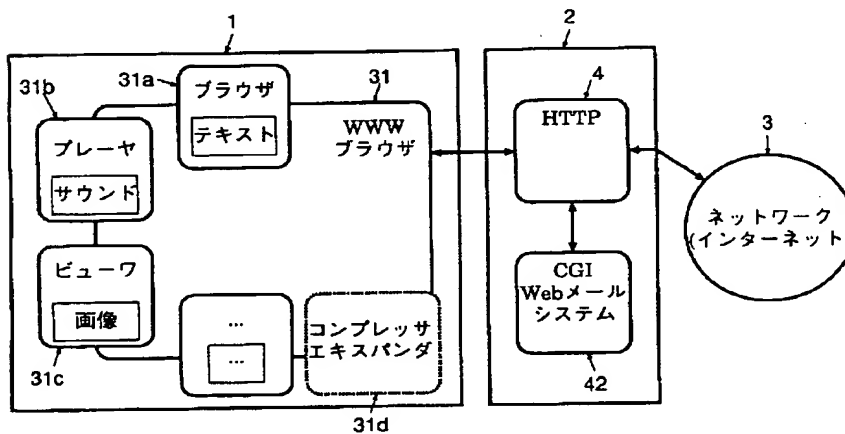 1
2
31a
31
4
31b
ブラウザ
テキスト
WWW
ブラウザ
HTTP
3
プレーヤ
サウンド
ネットワーク
(インターネット
ビューワ
画像
...
...
コンプレッサ
エキスパンダ
CGI
Webメール
システム
31c
31d
42